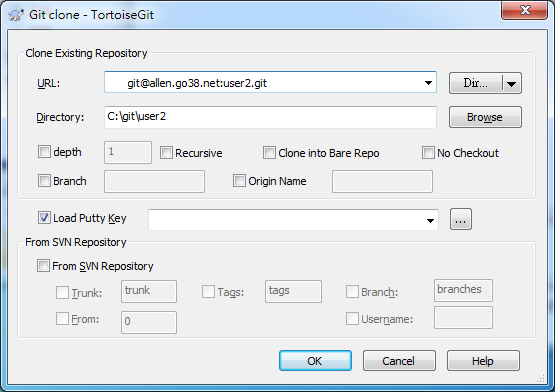 Git clone - TortoiseGit
Clone Existing Repository
URL: git@allen.go38.net:user2.git Dir...
Directory: C:\git\user2 Browse
depth 1 Recursive Clone into Bare Repo No Checkout
Branch Origin Name
Load Putty Key ...
From SVN Repository
From SVN Repository
Trunk: trunk Tags: tags Branch: branches
From: 0 Username:
OK Cancel Help